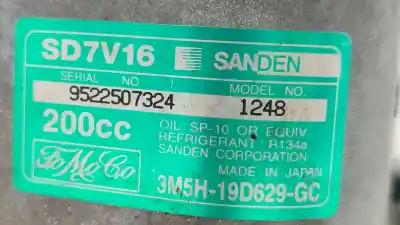 SD7V16 SANDEN
SERIAL NO MODEL NO.
9522507324 1248
200cc
OIL SP-10 OR EQUIV
REFRIGERANT R134a
SANDEN CORPORATION
FoMoCo
MADE IN JAPAN
3M5H-19D629-GC